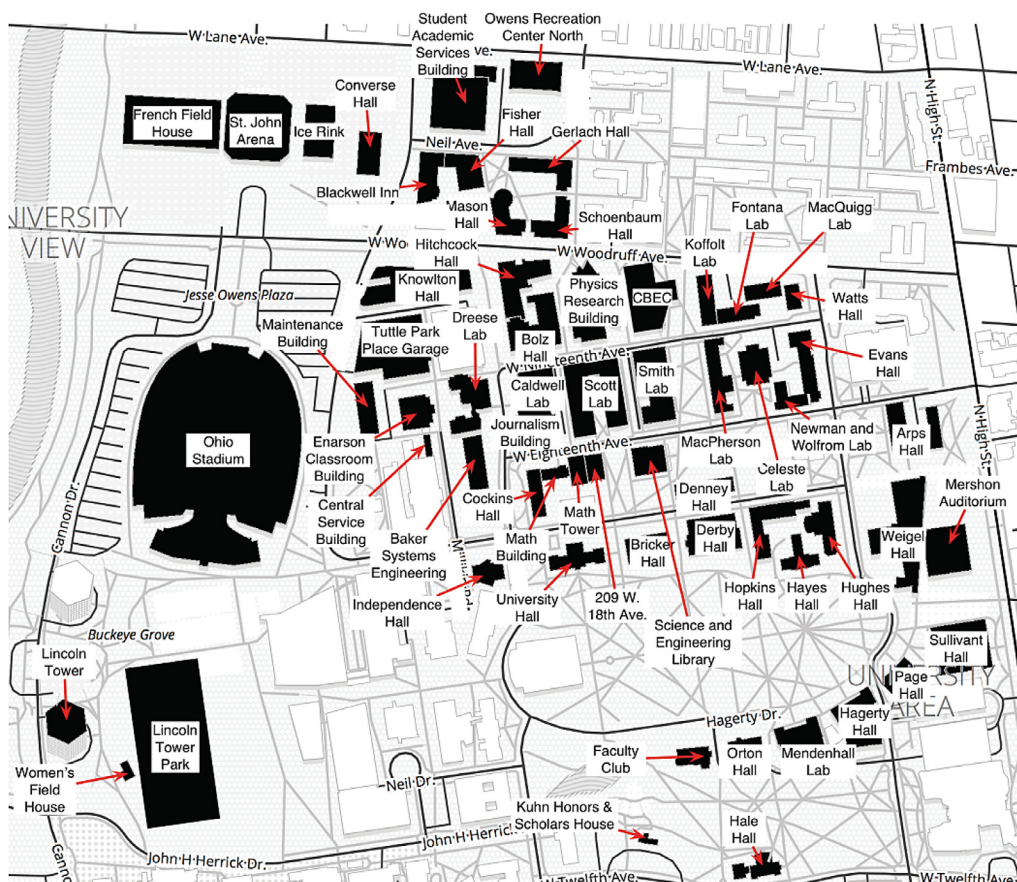 Student
Academic
Services
Building
Owens Recreation
Center North
W Lane Ave.
ve.
W Lane Ave.
N High St.
Converse
Hall
French Field
House
St. John
Arena
Ice Rink
Fisher
Hall
Gerlach Hall
Neil Ave.
Frambes Ave.
Blackwell Inn
Mason
Hall
Schoenbaum
Hall
Fontana
Lab
MacQuigg
Lab
NIVERSITY
VIEW
W Wo
Hitchcock
Hall
W Woodruff Ave.
Koffolt
Lab
Knowlton
Hall
Physics
Research
Building
CBEC
Watts
Hall
Jesse Owens Plaza
Maintenance
Building
Dreese
Lab
Tuttle Park
Place Garage
Bolz
Hall
W Nineteenth Ave.
Evans
Hall
Caldwell
Lab
Scott
Lab
Smith
Lab
Ohio
Stadium
Enarson
Classroom
Building
Journalism
Building
W Eighteenth Ave.
MacPherson
Lab
Newman and
Wolfrom Lab
Arps
Hall
N High St.
Celeste
Lab
Mershon
Auditorium
Cannon Dr.
Central
Service
Building
Cockins
Hall
Math
Tower
Denney
Hall
Baker
Systems
Engineering
Math
Building
Bricker
Hall
Derby
Hall
Weigel
Hall
Independence
Hall
University
Hall
209 W.
18th Ave.
Hopkins
Hall
Hayes
Hall
Hughes
Hall
Science and
Engineering
Library
Buckeye Grove
Lincoln
Tower
Sullivant
Hall
UNIVERSITY
AREA
Page
Hall
Lincoln
Tower
Park
Hagerty Dr.
Hagerty
Hall
Women's
Field
House
Faculty
Club
Orton
Hall
Mendenhall
Lab
Neil Dr.
Kuhn Honors &
Scholars House
Hale
Hall
John H Herrick
John H Herrick Dr.
Canno
W Twelfth Ave.
W Twelfth Ave.